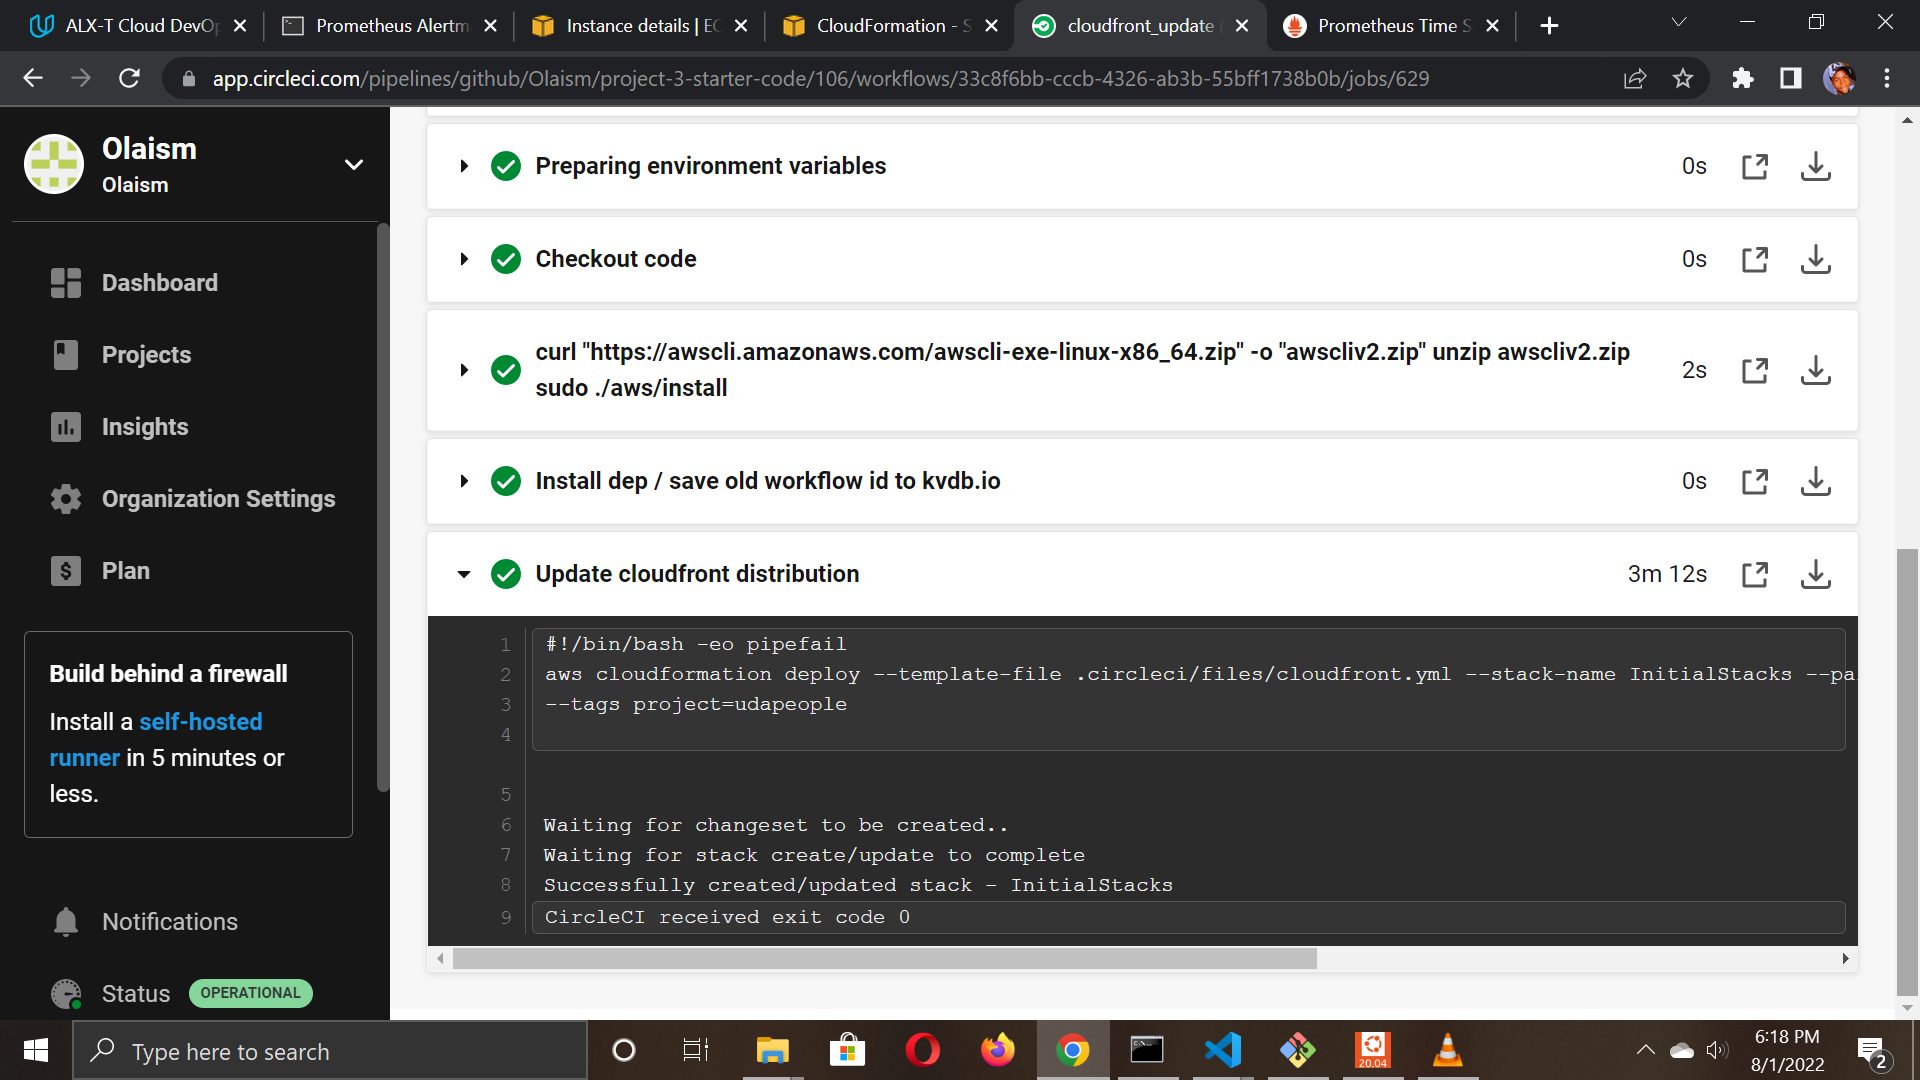 ALX-T Cloud DevOp
Prometheus Alertm
Instance details | EC
CloudFormation - S
cloudfront_update
Prometheus Time S
app.circleci.com/pipelines/github/Olaism/project-3-starter-code/106/workflows/33c8f6bb-cccb-4326-ab3b-55bff1738b0b/jobs/629
Olaism
Olaism
Dashboard
Projects
Insights
Organization Settings
Plan
Build behind a firewall
Install a self-hosted
runner in 5 minutes or
less.
Notifications
Status OPERATIONAL
Preparing environment variables 0s
Checkout code 0s
curl "https://awscli.amazonaws.com/awscli-exe-linux-x86_64.zip" -o "awscliv2.zip" unzip awscliv2.zip
sudo ./aws/install 2s
Install dep / save old workflow id to kvdb.io 0s
Update cloudfront distribution 3m 12s
1 #!/bin/bash -eo pipefail
2 aws cloudformation deploy --template-file .circleci/files/cloudfront.yml --stack-name InitialStacks --pa
3 --tags project=udapeople
4
5
6 Waiting for changeset to be created..
7 Waiting for stack create/update to complete
8 Successfully created/updated stack - InitialStacks
9 CircleCI received exit code 0
Type here to search
20.04
6:18 PM
8/1/2022
2